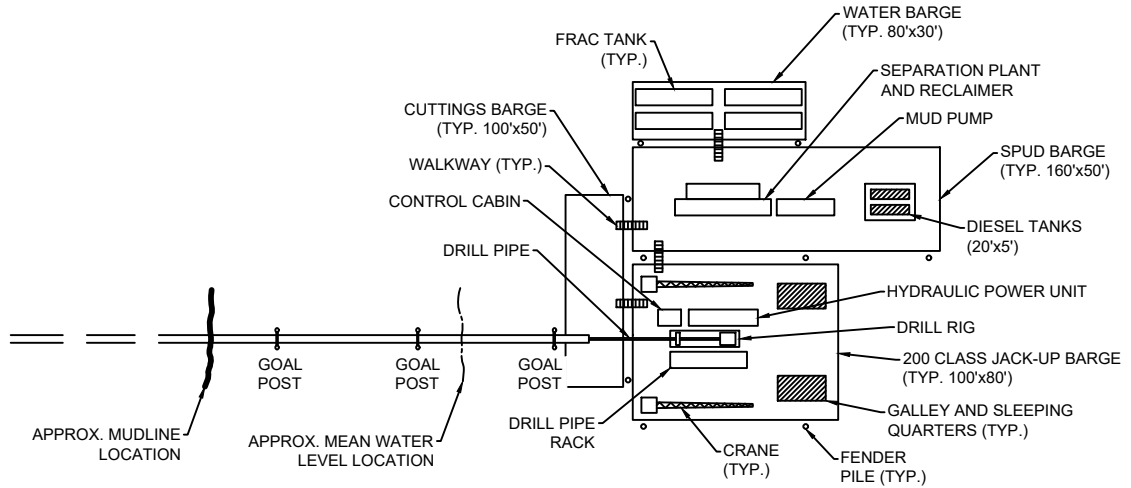 WATER BARGE
(TYP. 80'x30')
FRAC TANK
(TYP.)
SEPARATION PLANT
AND RECLAIMER
CUTTINGS BARGE
(TYP. 100'x50')
MUD PUMP
WALKWAY (TYP.)
SPUD BARGE
(TYP. 160'x50')
CONTROL CABIN
DIESEL TANKS
(20'x5')
DRILL PIPE
HYDRAULIC POWER UNIT
DRILL RIG
GOAL
POST
GOAL
POST
GOAL
POST
200 CLASS JACK-UP BARGE
(TYP. 100'x80')
APPROX. MUDLINE
LOCATION
APPROX. MEAN WATER
LEVEL LOCATION
DRILL PIPE
RACK
GALLEY AND SLEEPING
QUARTERS (TYP.)
CRANE
(TYP.)
FENDER
PILE (TYP.)